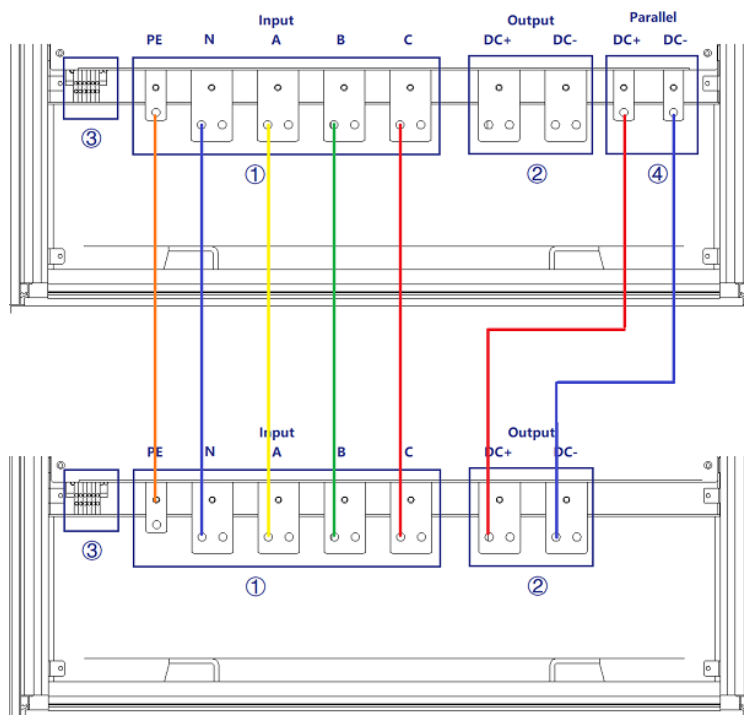 Input Output Parallel
PE N A B C DC+ DC- DC+ DC-
③ ① ② ④
Input Output
PE N A B C DC+ DC-
③ ① ②